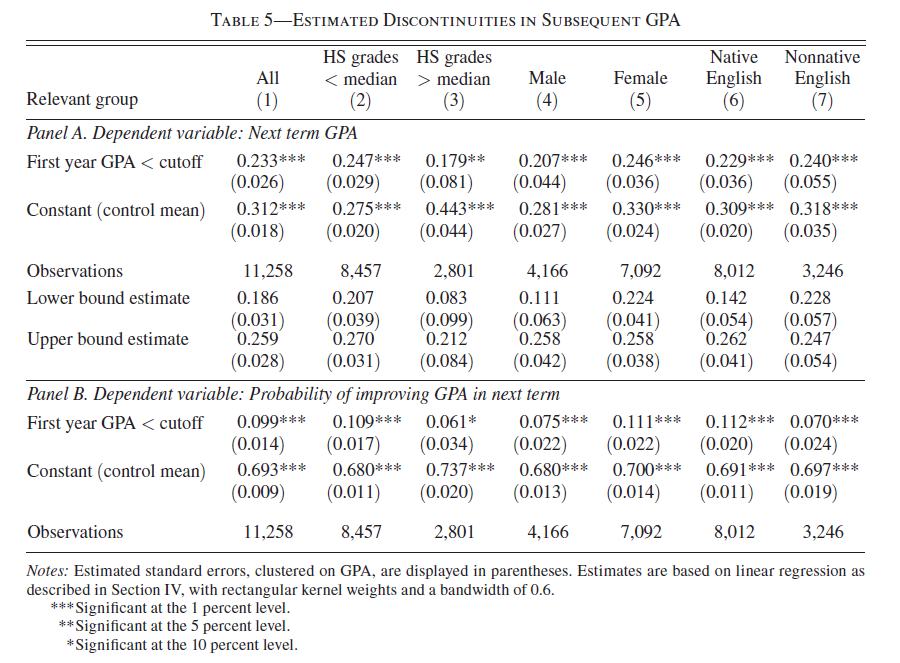 TABLE 5—ESTIMATED DISCONTINUITIES IN SUBSEQUENT GPA
HS grades HS grades Native Nonnative
All < median > median Male Female English English
Relevant group (1) (2) (3) (4) (5) (6) (7)
Panel A. Dependent variable: Next term GPA
First year GPA < cutoff 0.233*** 0.247*** 0.179** 0.207*** 0.246*** 0.229*** 0.240***
(0.026) (0.029) (0.081) (0.044) (0.036) (0.036) (0.055)
Constant (control mean) 0.312*** 0.275*** 0.443*** 0.281*** 0.330*** 0.309*** 0.318***
(0.018) (0.020) (0.044) (0.027) (0.024) (0.020) (0.035)
Observations 11,258 8,457 2,801 4,166 7,092 8,012 3,246
Lower bound estimate 0.186 0.207 0.083 0.111 0.224 0.142 0.228
(0.031) (0.039) (0.099) (0.063) (0.041) (0.054) (0.057)
Upper bound estimate 0.259 0.270 0.212 0.258 0.258 0.262 0.247
(0.028) (0.031) (0.084) (0.042) (0.038) (0.041) (0.054)
Panel B. Dependent variable: Probability of improving GPA in next term
First year GPA < cutoff 0.099*** 0.109*** 0.061* 0.075*** 0.111*** 0.112*** 0.070***
(0.014) (0.017) (0.034) (0.022) (0.022) (0.020) (0.024)
Constant (control mean) 0.693*** 0.680*** 0.737*** 0.680*** 0.700*** 0.691*** 0.697***
(0.009) (0.011) (0.020) (0.013) (0.014) (0.011) (0.019)
Observations 11,258 8,457 2,801 4,166 7,092 8,012 3,246
Notes: Estimated standard errors, clustered on GPA, are displayed in parentheses. Estimates are based on linear regression as
described in Section IV, with rectangular kernel weights and a bandwidth of 0.6.
***Significant at the 1 percent level.
**Significant at the 5 percent level.
*Significant at the 10 percent level.